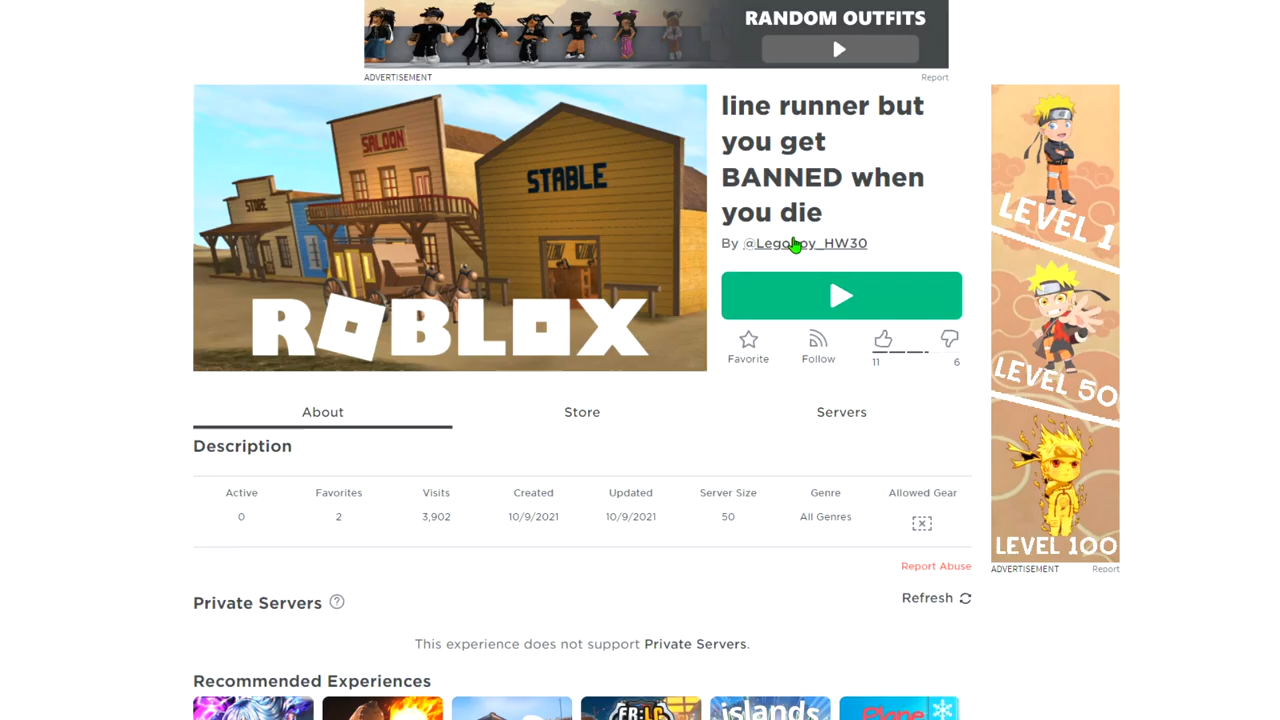 RANDOM OUTFITS
ADVERTISEMENT
Report
SALOON
STABLE
STORE
ROBLOX
line runner but
you get
BANNED when
you die
By @Legoboy_HW30
Favorite
Follow
11
6
LEVEL 1
LEVEL 50
LEVEL 100
ADVERTISEMENT
Report
About
Store
Servers
Description
Active
Favorites
Visits
Created
Updated
Server Size
Genre
Allowed Gear
0
2
3,902
10/9/2021
10/9/2021
50
All Genres
Report Abuse
Private Servers
Refresh
This experience does not support Private Servers.
Recommended Experiences
islands
Plane